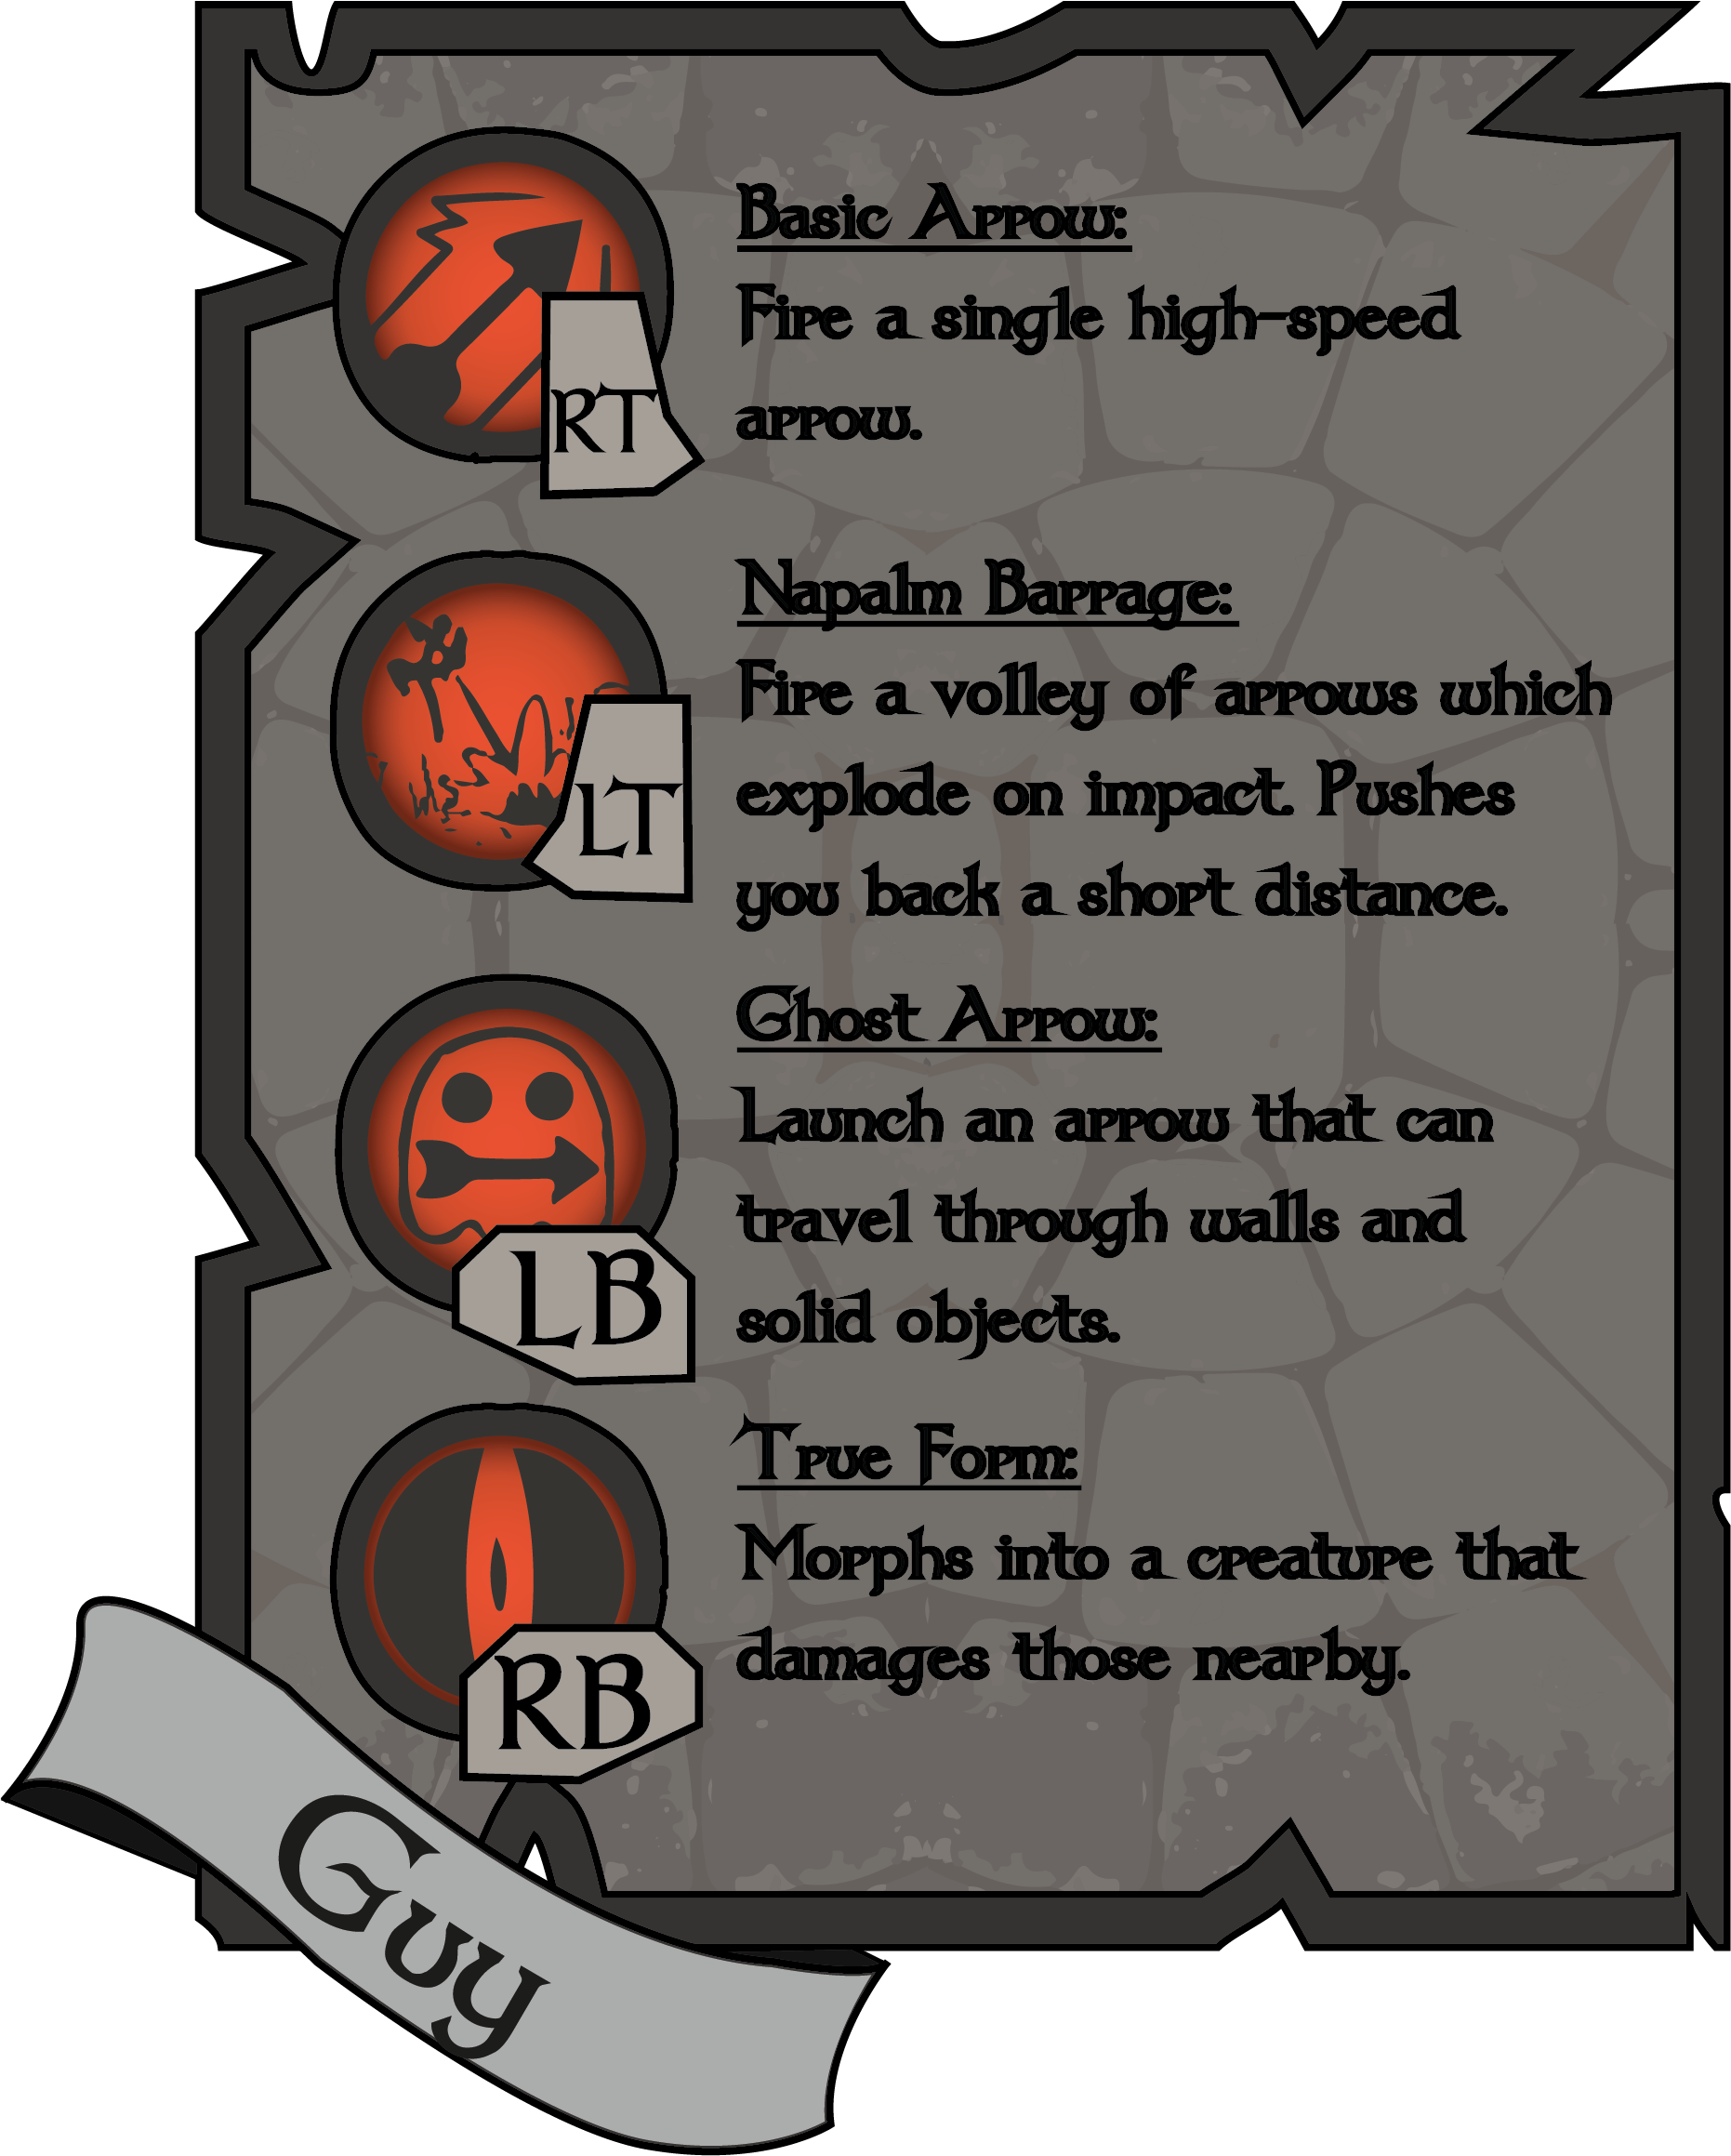 Basic Arrow:
Fire a single high-speed
arrow.
RT
Napalm Barrage:
Fire a volley of arrows which
explode on impact. Pushes
you back a short distance.
LT
Ghost Arrow:
Launch an arrow that can
travel through walls and
solid objects.
LB
True Form:
Morphs into a creature that
damages those nearby.
RB
Guy